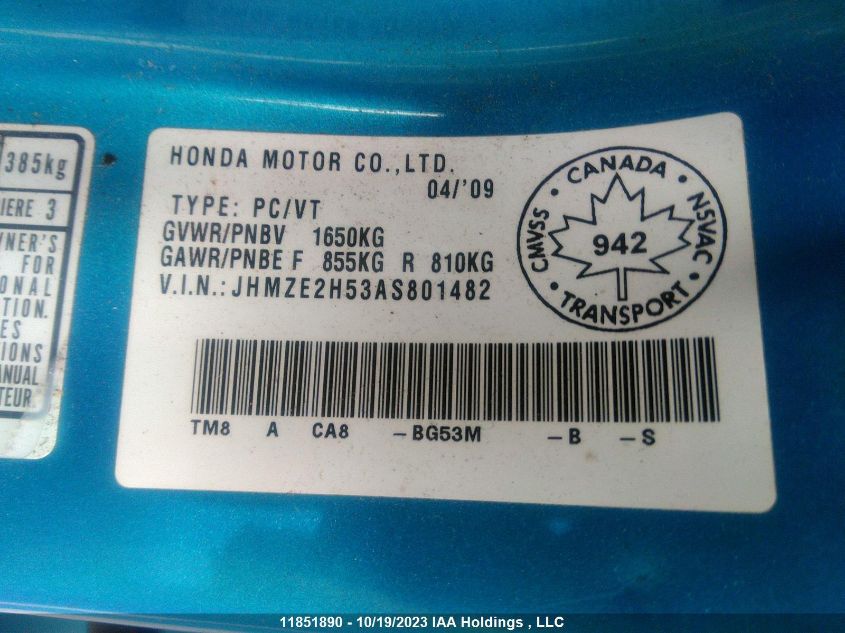 385kg
IERE 3
NER'S
FOR
ONAL
TION.
ES
IONS
ANUAL
TEUR
HONDA MOTOR CO.,LTD.
04/'09
TYPE: PC/VT
GVWR/PNBV 1650KG
GAWR/PNBE F 855KG R 810KG
V.I.N.: JHMZE2H53AS801482
CANADA
CMVSS • NSVAC
942
TRANSPORT
TM8 A CA8 -BG53M -B -S
11851890 - 10/19/2023 IAA Holdings , LLC